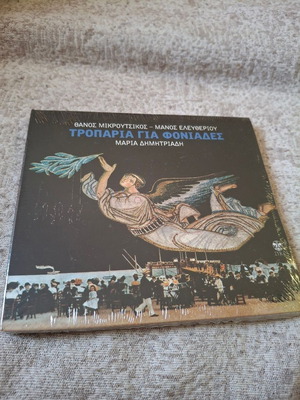 ΘΑΝΟΣ ΜΙΚΡΟΥΤΣΙΚΟΣ – ΜΑΝΟΣ ΕΛΕΥΘΕΡΙΟΥ
ΤΡΟΠΑΡΙΑ ΓΙΑ ΦΟΝΙΑΔΕΣ
ΜΑΡΙΑ ΔΗΜΗΤΡΙΑΔΗ